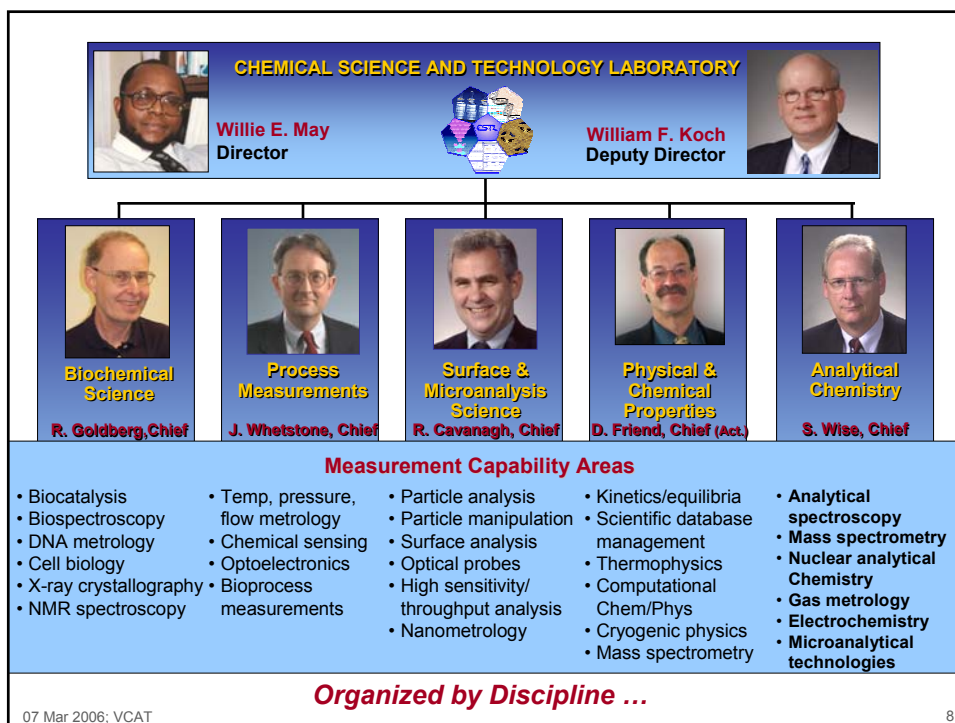 CHEMICAL SCIENCE AND TECHNOLOGY LABORATORY
Willie E. May
Director
CSTL
William F. Koch
Deputy Director
Biochemical
Science
R. Goldberg,Chief
Process
Measurements
J. Whetstone, Chief
Surface &
Microanalysis
Science
R. Cavanagh, Chief
Physical &
Chemical
Properties
D. Friend, Chief (Act.)
Analytical
Chemistry
S. Wise, Chief
Measurement Capability Areas
• Biocatalysis
• Biospectroscopy
• DNA metrology
• Cell biology
• X-ray crystallography
• NMR spectroscopy
• Temp, pressure,
flow metrology
• Chemical sensing
• Optoelectronics
• Bioprocess
measurements
• Particle analysis
• Particle manipulation
• Surface analysis
• Optical probes
• High sensitivity/
throughput analysis
• Nanometrology
• Kinetics/equilibria
• Scientific database
management
• Thermophysics
• Computational
Chem/Phys
• Cryogenic physics
• Mass spectrometry
• Analytical
spectroscopy
• Mass spectrometry
• Nuclear analytical
Chemistry
• Gas metrology
• Electrochemistry
• Microanalytical
technologies
Organized by Discipline …
07 Mar 2006; VCAT
8